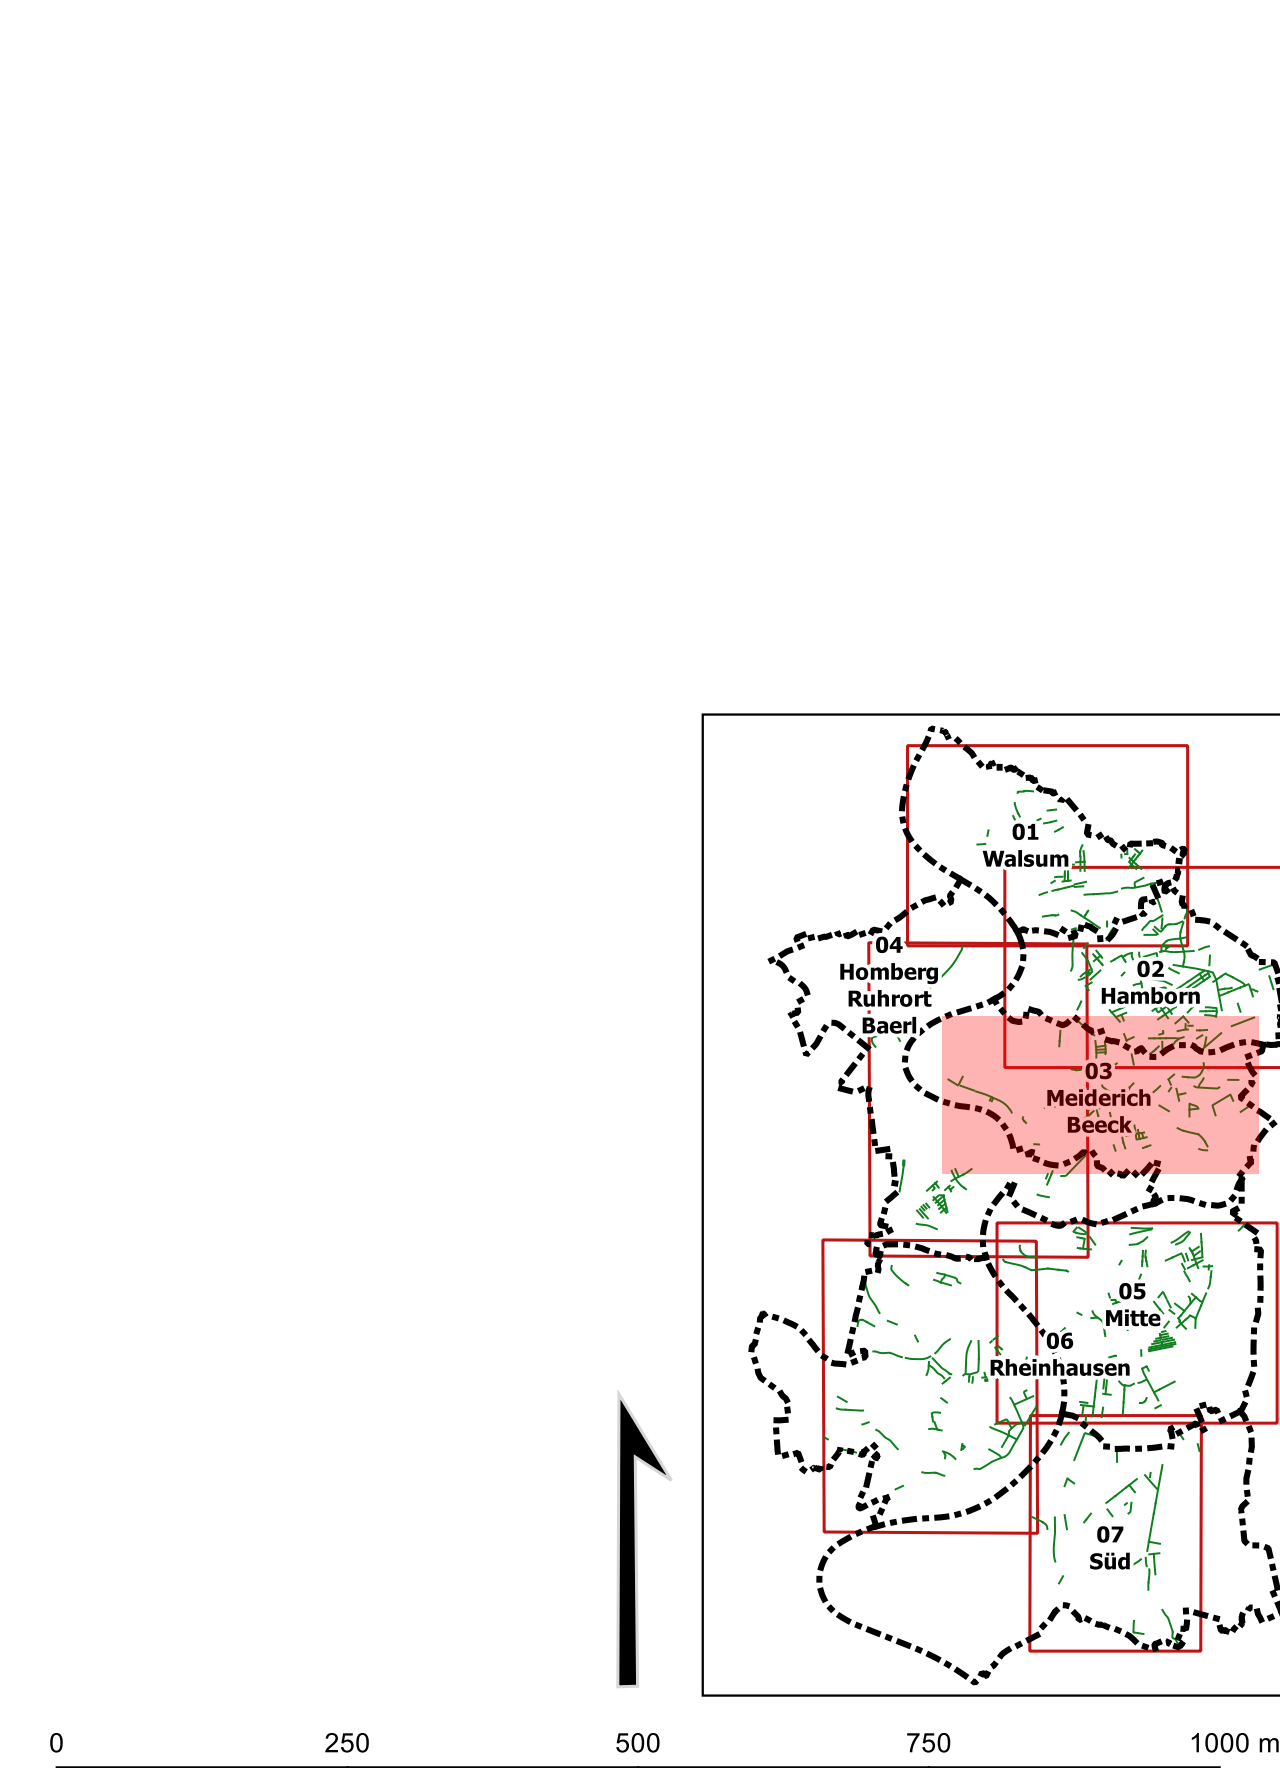 01
Walsum
04
Homberg
Ruhrort
Baerl
02
Hamborn
03
Meiderich
Beeck
05
Mitte
06
Rheinhausen
07
Süd
0 250 500 750 1000 m